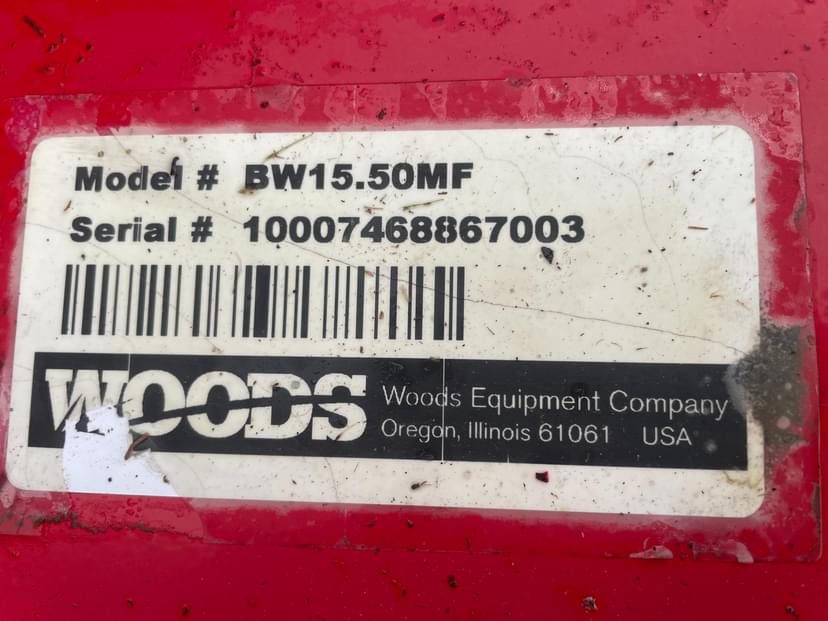 Model # BW15.50MF
Serial # 10007468867003
WOODS
Woods Equipment Company
Oregon, Illinois 61061 USA